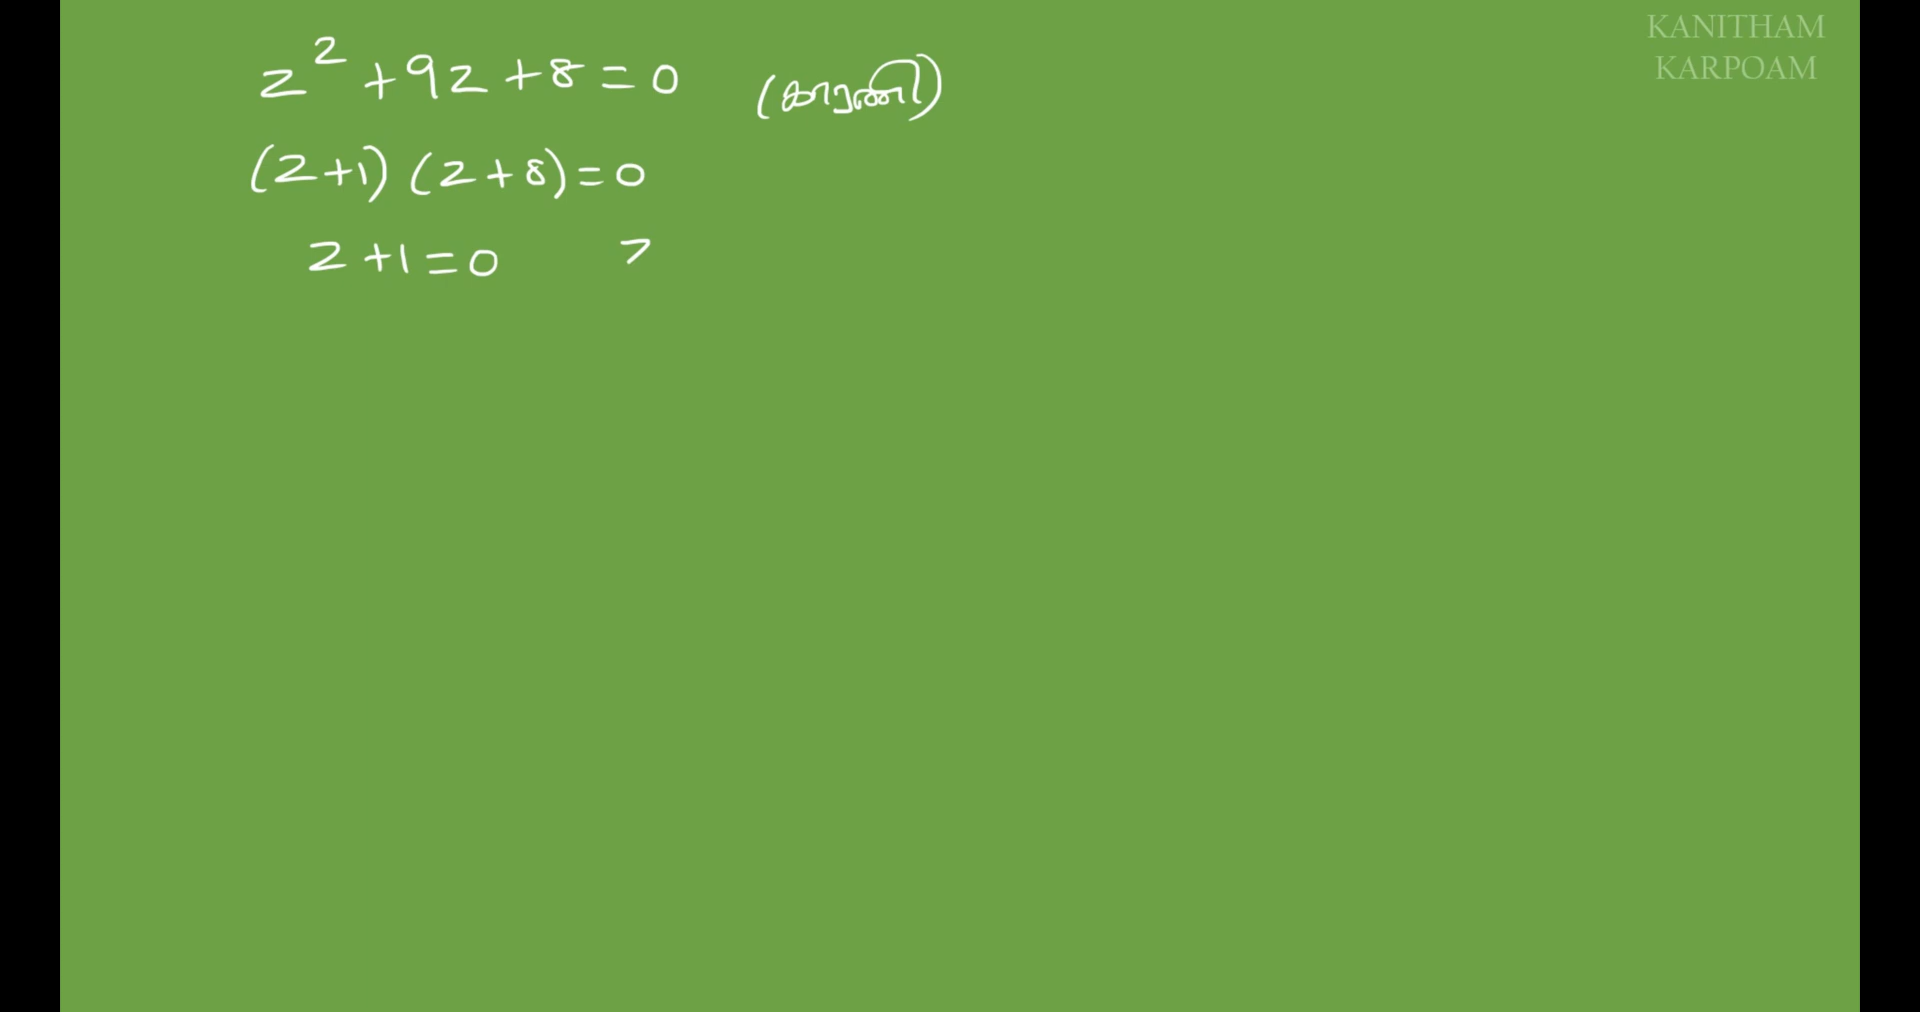 z² + 9z + 8 = 0 (காரணி)
(z+1) (z+8) = 0
z + 1 = 0 z
KANITHAM
KARPOAM